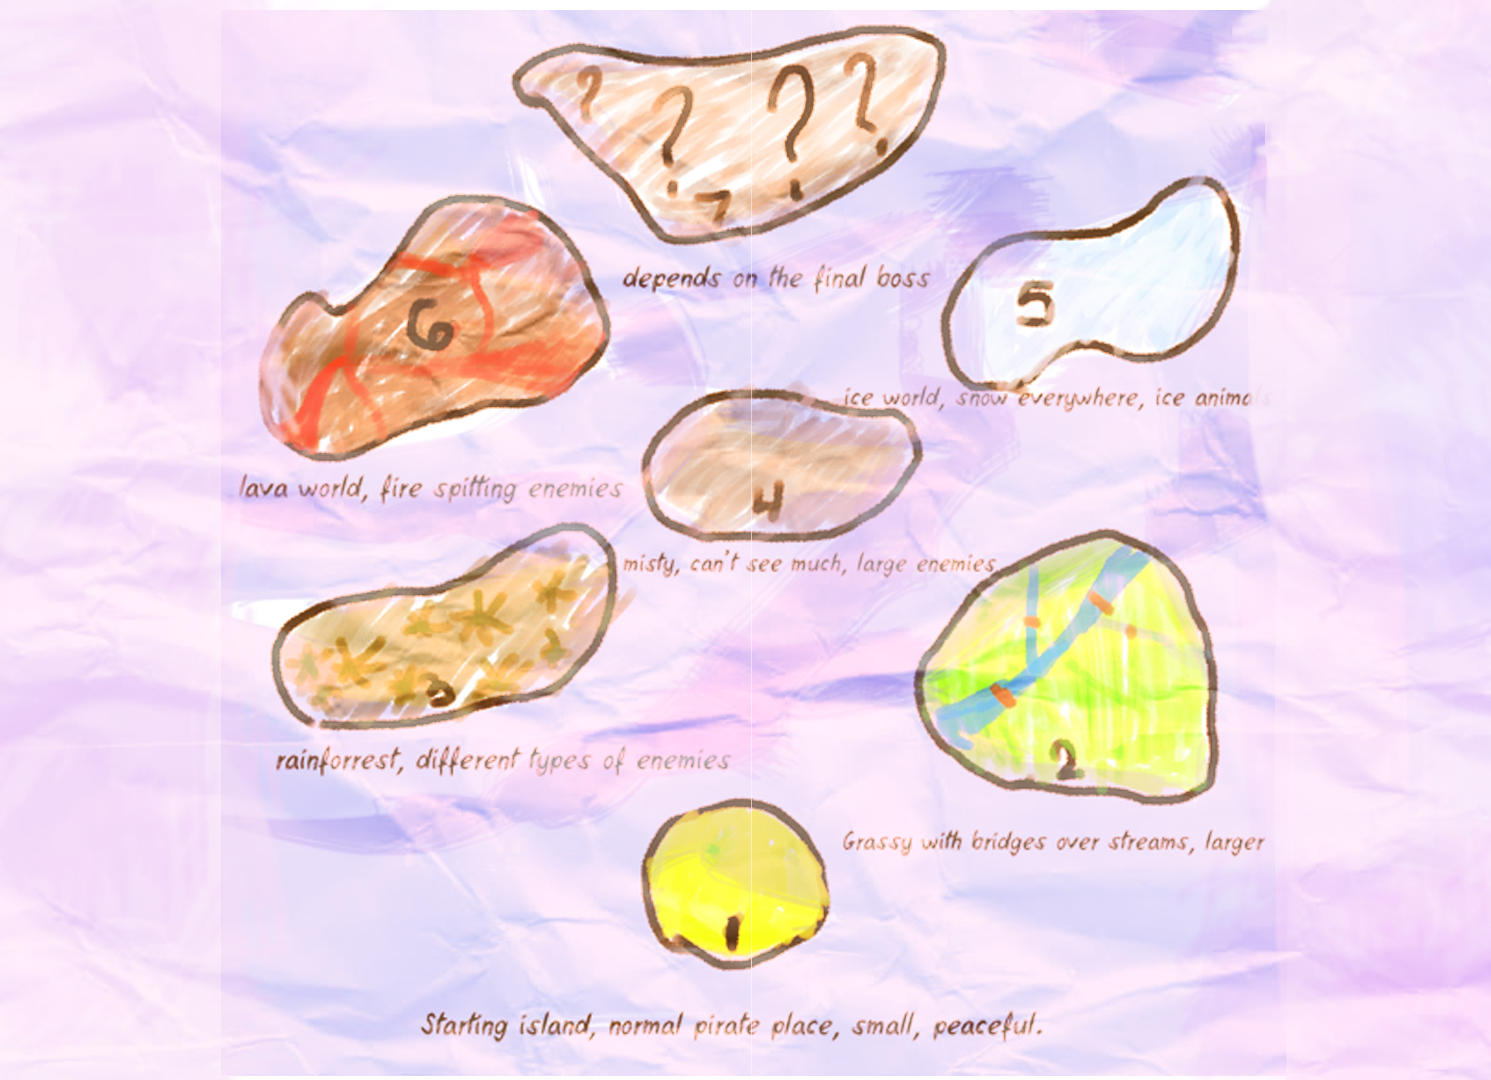 ? ? ? ?
7
depends on the final boss
5
ice world, snow everywhere, ice animals
6
lava world, fire spitting enemies
4
misty, can't see much, large enemies
3
rainforrest, different types of enemies
2
Grassy with bridges over streams, larger
1
Starting island, normal pirate place, small, peaceful.